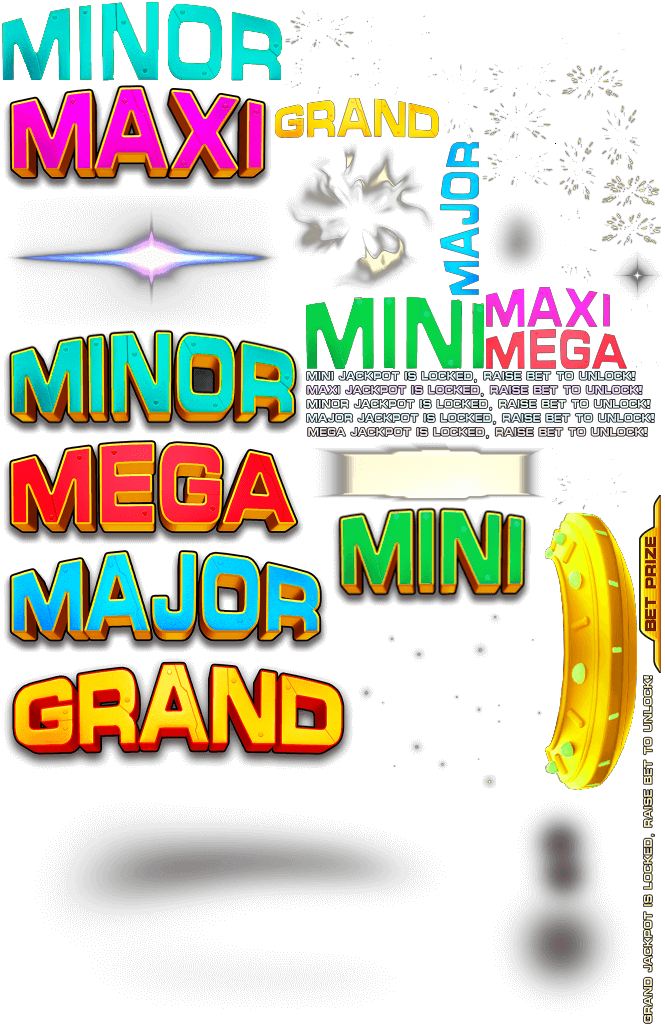 MINOR
MAXI
GRAND
MAJOR
MINI
MAXI
MEGA
MINI JACKPOT IS LOCKED, RAISE BET TO UNLOCK!
MAXI JACKPOT IS LOCKED, RAISE BET TO UNLOCK!
MINOR JACKPOT IS LOCKED, RAISE BET TO UNLOCK!
MAJOR JACKPOT IS LOCKED, RAISE BET TO UNLOCK!
MEGA JACKPOT IS LOCKED, RAISE BET TO UNLOCK!
MINOR
MEGA
MINI
MAJOR
GRAND
BET PRIZE
GRAND JACKPOT IS LOCKED, RAISE BET TO UNLOCK!